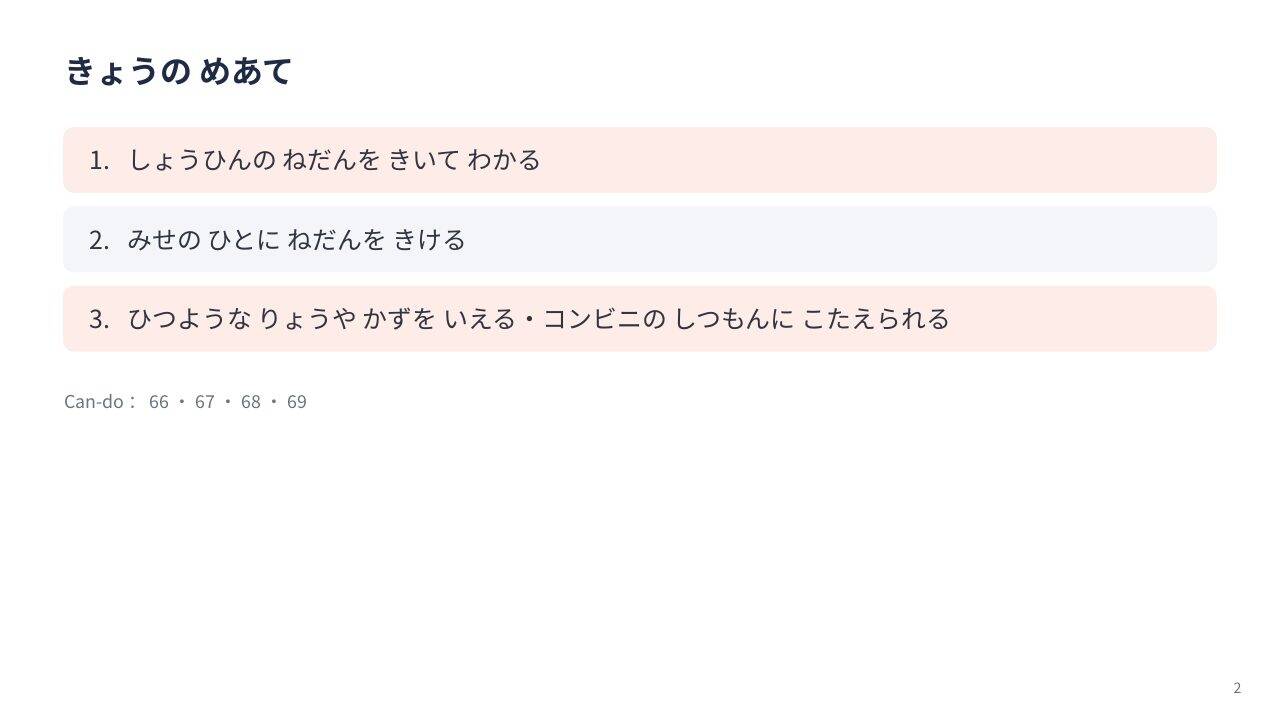 きょうの めあて
1. しょうひんの ねだんを きいて わかる
2. みせの ひとに ねだんを きける
3. ひつような りょうや かずを いえる・コンビニの しつもんに こたえられる
Can-do： 66 ・ 67 ・ 68 ・ 69
2